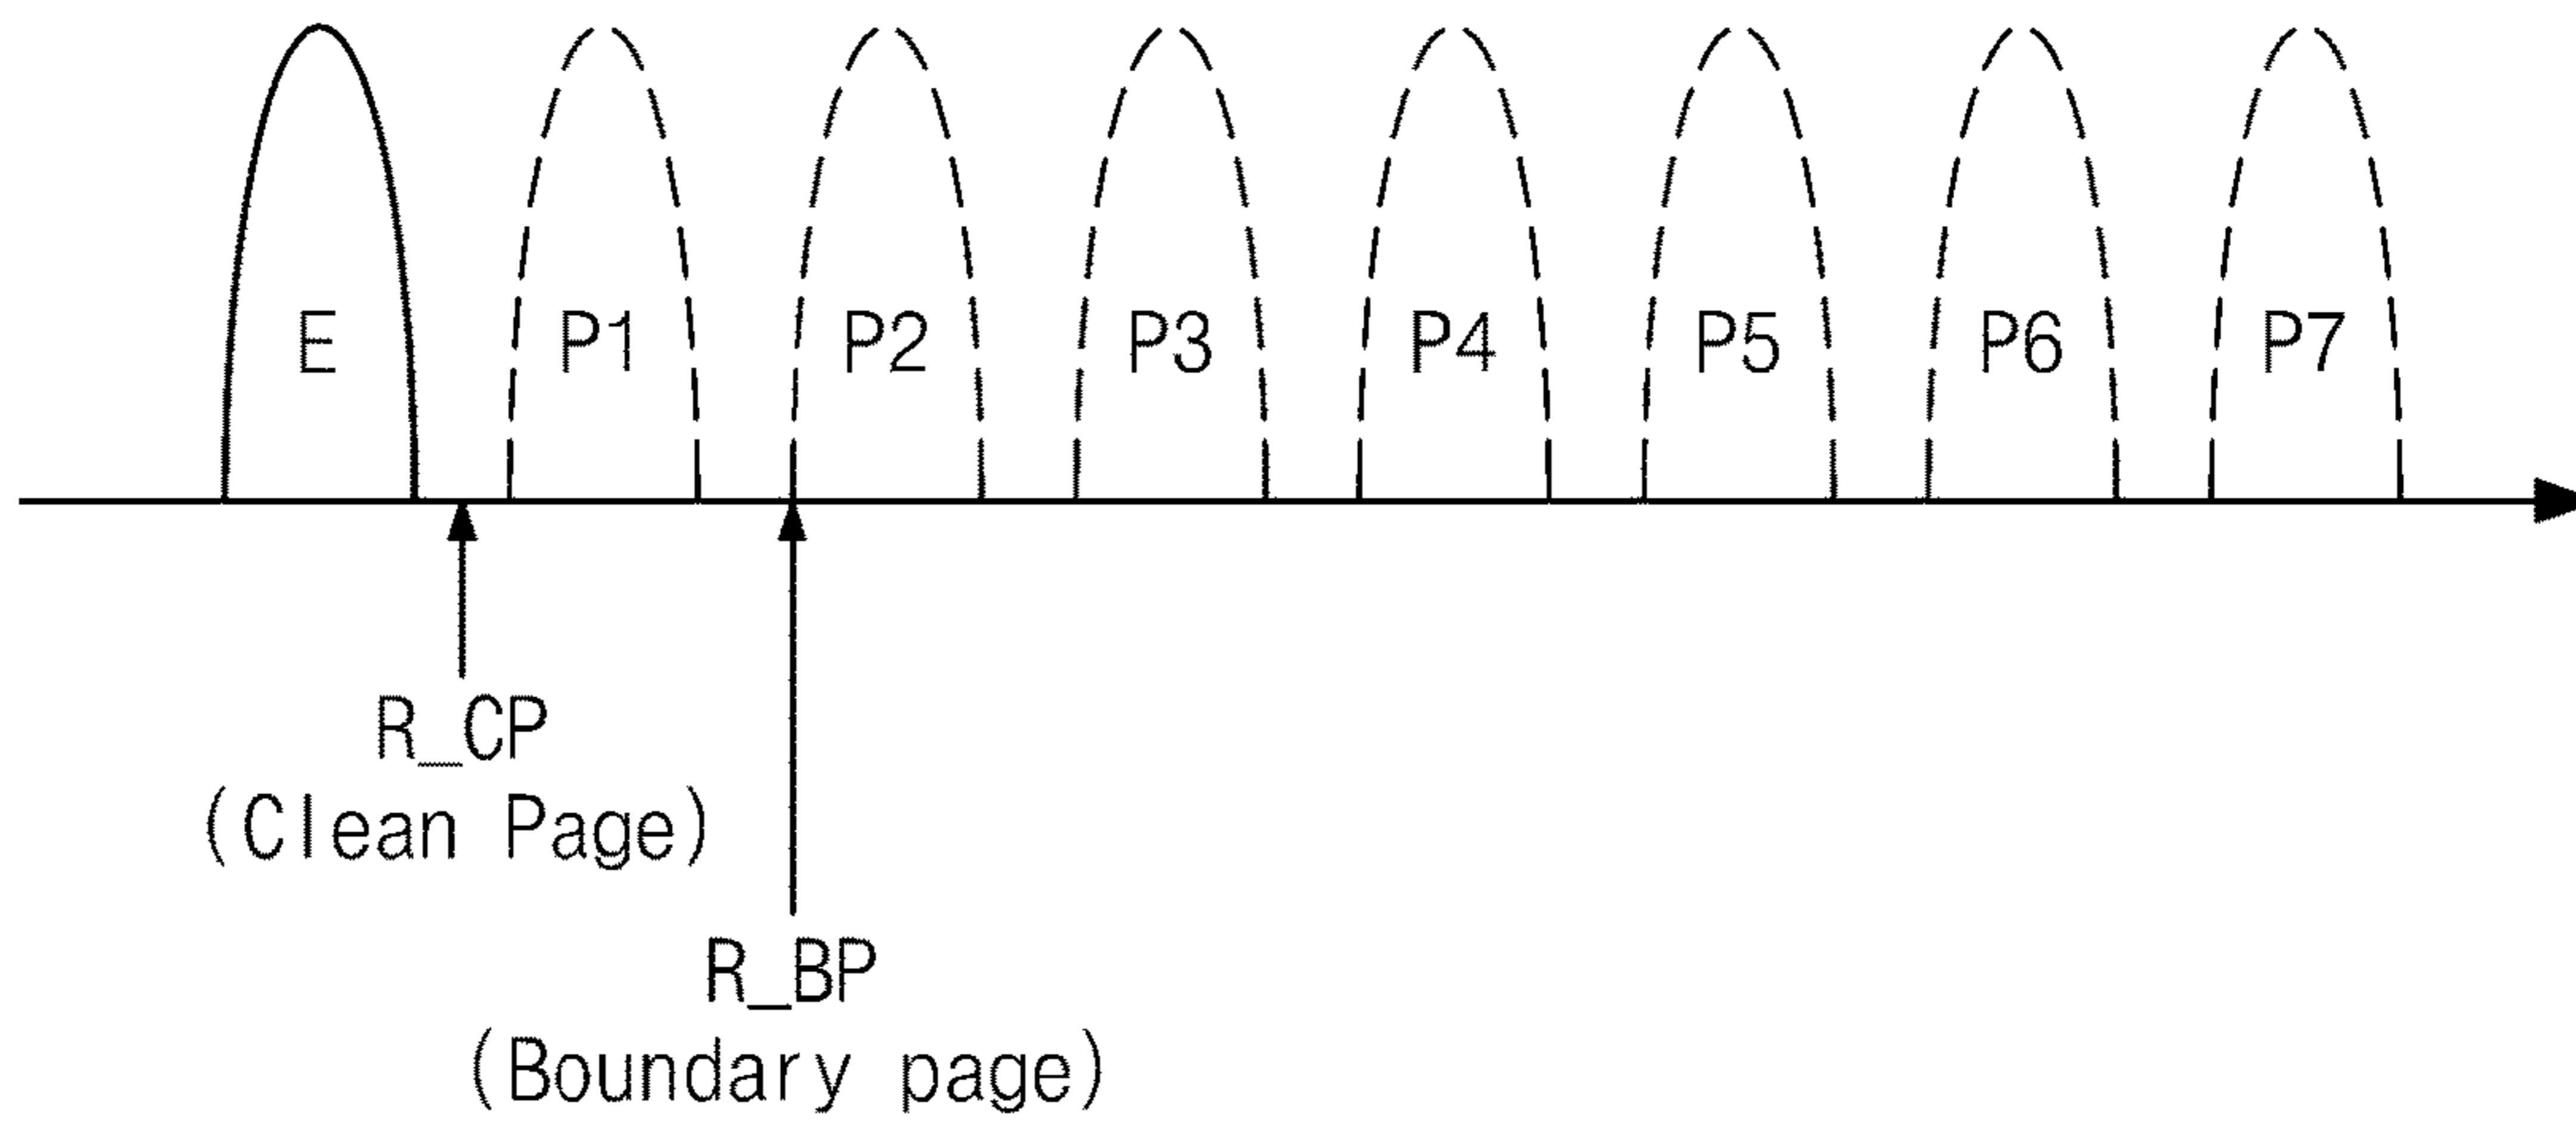 E P1 P2 P3 P4 P5 P6 P7
R_CP
(Clean Page)
R_BP
(Boundary page)